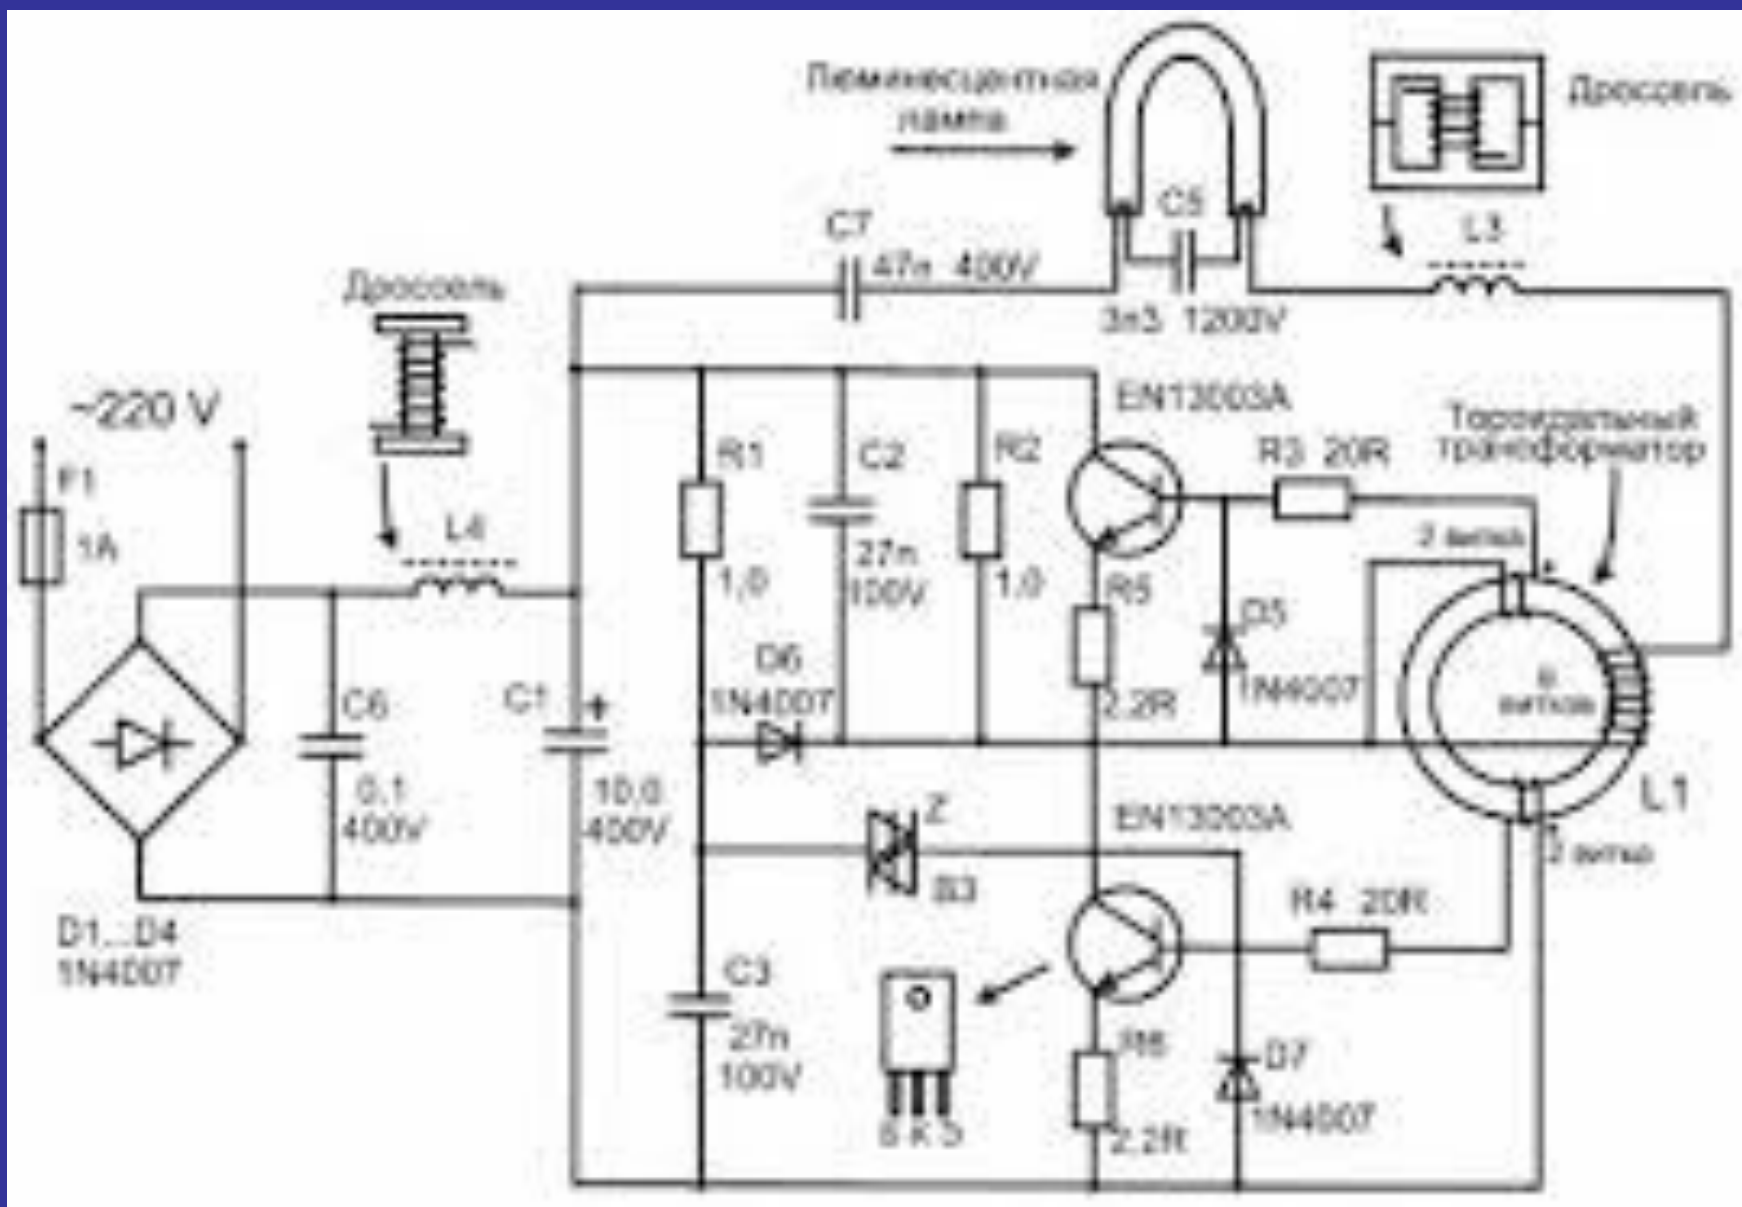 Люминесцентная
лампа
Дроссель
C5
C7
L3
47n 400V
3n3 1200V
Дроссель
EN13003A
~220 V
Тороидальный
трансформатор
R1
C2
R2
R3 20R
F1
1A
L4
2 витка
27n
100V
1,0
1,0
R5
D5
D6
1N4007
1N4007
2,2R
C6
C1
+
витков
0,1
400V
10,0
400V
Z
EN13003A
L1
2 витка
R4 20R
D1...D4
1N4007
C3
27n
100V
R6
D7
1N4007
2,2R
Б К Э